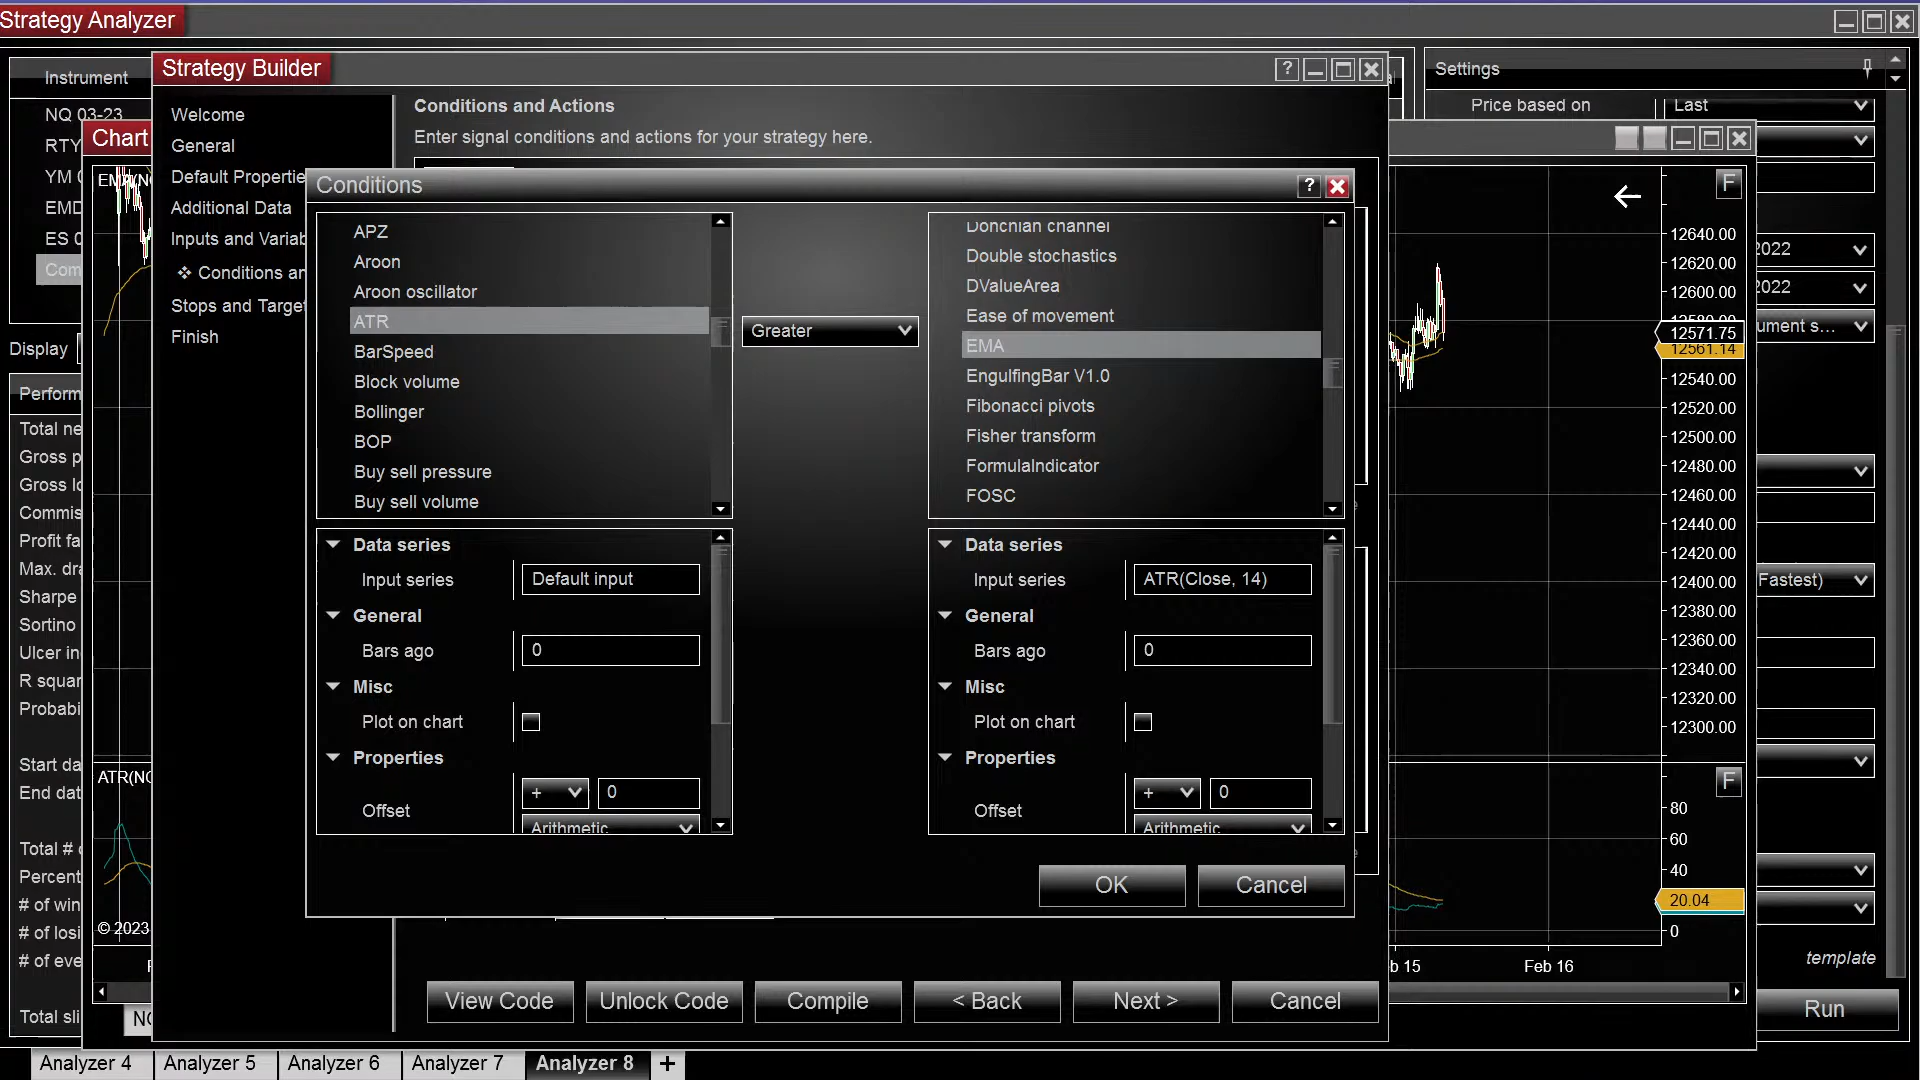 Strategy Analyzer
Instrument
NQ 03-23
RTY
YM
EMD
ES
Com
Display
Perform
Total ne
Gross p
Gross lo
Commis
Profit fa
Max. dra
Sharpe
Sortino
Ulcer in
R squar
Probabi
Start da
End dat
Total #
Percent
# of win
# of losi
# of eve
Total sli
Chart
ATR(NQ
© 2023
Strategy Builder
?
Welcome
General
Default Propertie
Additional Data
Inputs and Variab
Conditions an
Stops and Target
Finish
Conditions and Actions
Enter signal conditions and actions for your strategy here.
Conditions
?
APZ
Aroon
Aroon oscillator
ATR
BarSpeed
Block volume
Bollinger
BOP
Buy sell pressure
Buy sell volume
Greater
Donchian channel
Double stochastics
DValueArea
Ease of movement
EMA
EngulfingBar V1.0
Fibonacci pivots
Fisher transform
FormulaIndicator
FOSC
Data series
Input series Default input
General
Bars ago 0
Misc
Plot on chart
Properties
Offset + 0
Arithmetic
Data series
Input series ATR(Close, 14)
General
Bars ago 0
Misc
Plot on chart
Properties
Offset + 0
Arithmetic
OK Cancel
View Code Unlock Code Compile < Back Next > Cancel
F
12640.00
12620.00
12600.00
12571.75
12561.14
12540.00
12520.00
12500.00
12480.00
12460.00
12440.00
12420.00
12400.00
12380.00
12360.00
12340.00
12320.00
12300.00
F
80
60
40
20.04
0
b 15 Feb 16
Settings
Price based on Last
2022
2022
ument s...
Fastest)
template
Run
Analyzer 4 Analyzer 5 Analyzer 6 Analyzer 7 Analyzer 8 +